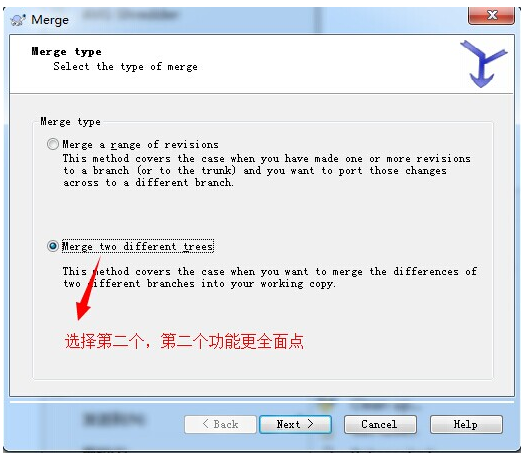 Merge
Merge type
Select the type of merge
Merge type
Merge a range of revisions
This method covers the case when you have made one or more revisions
to a branch (or to the trunk) and you want to port those changes
across to a different branch.
Merge two different trees
This method covers the case when you want to merge the differences of
two different branches into your working copy.
选择第二个，第二个功能更全面点
< Back
Next >
Cancel
Help